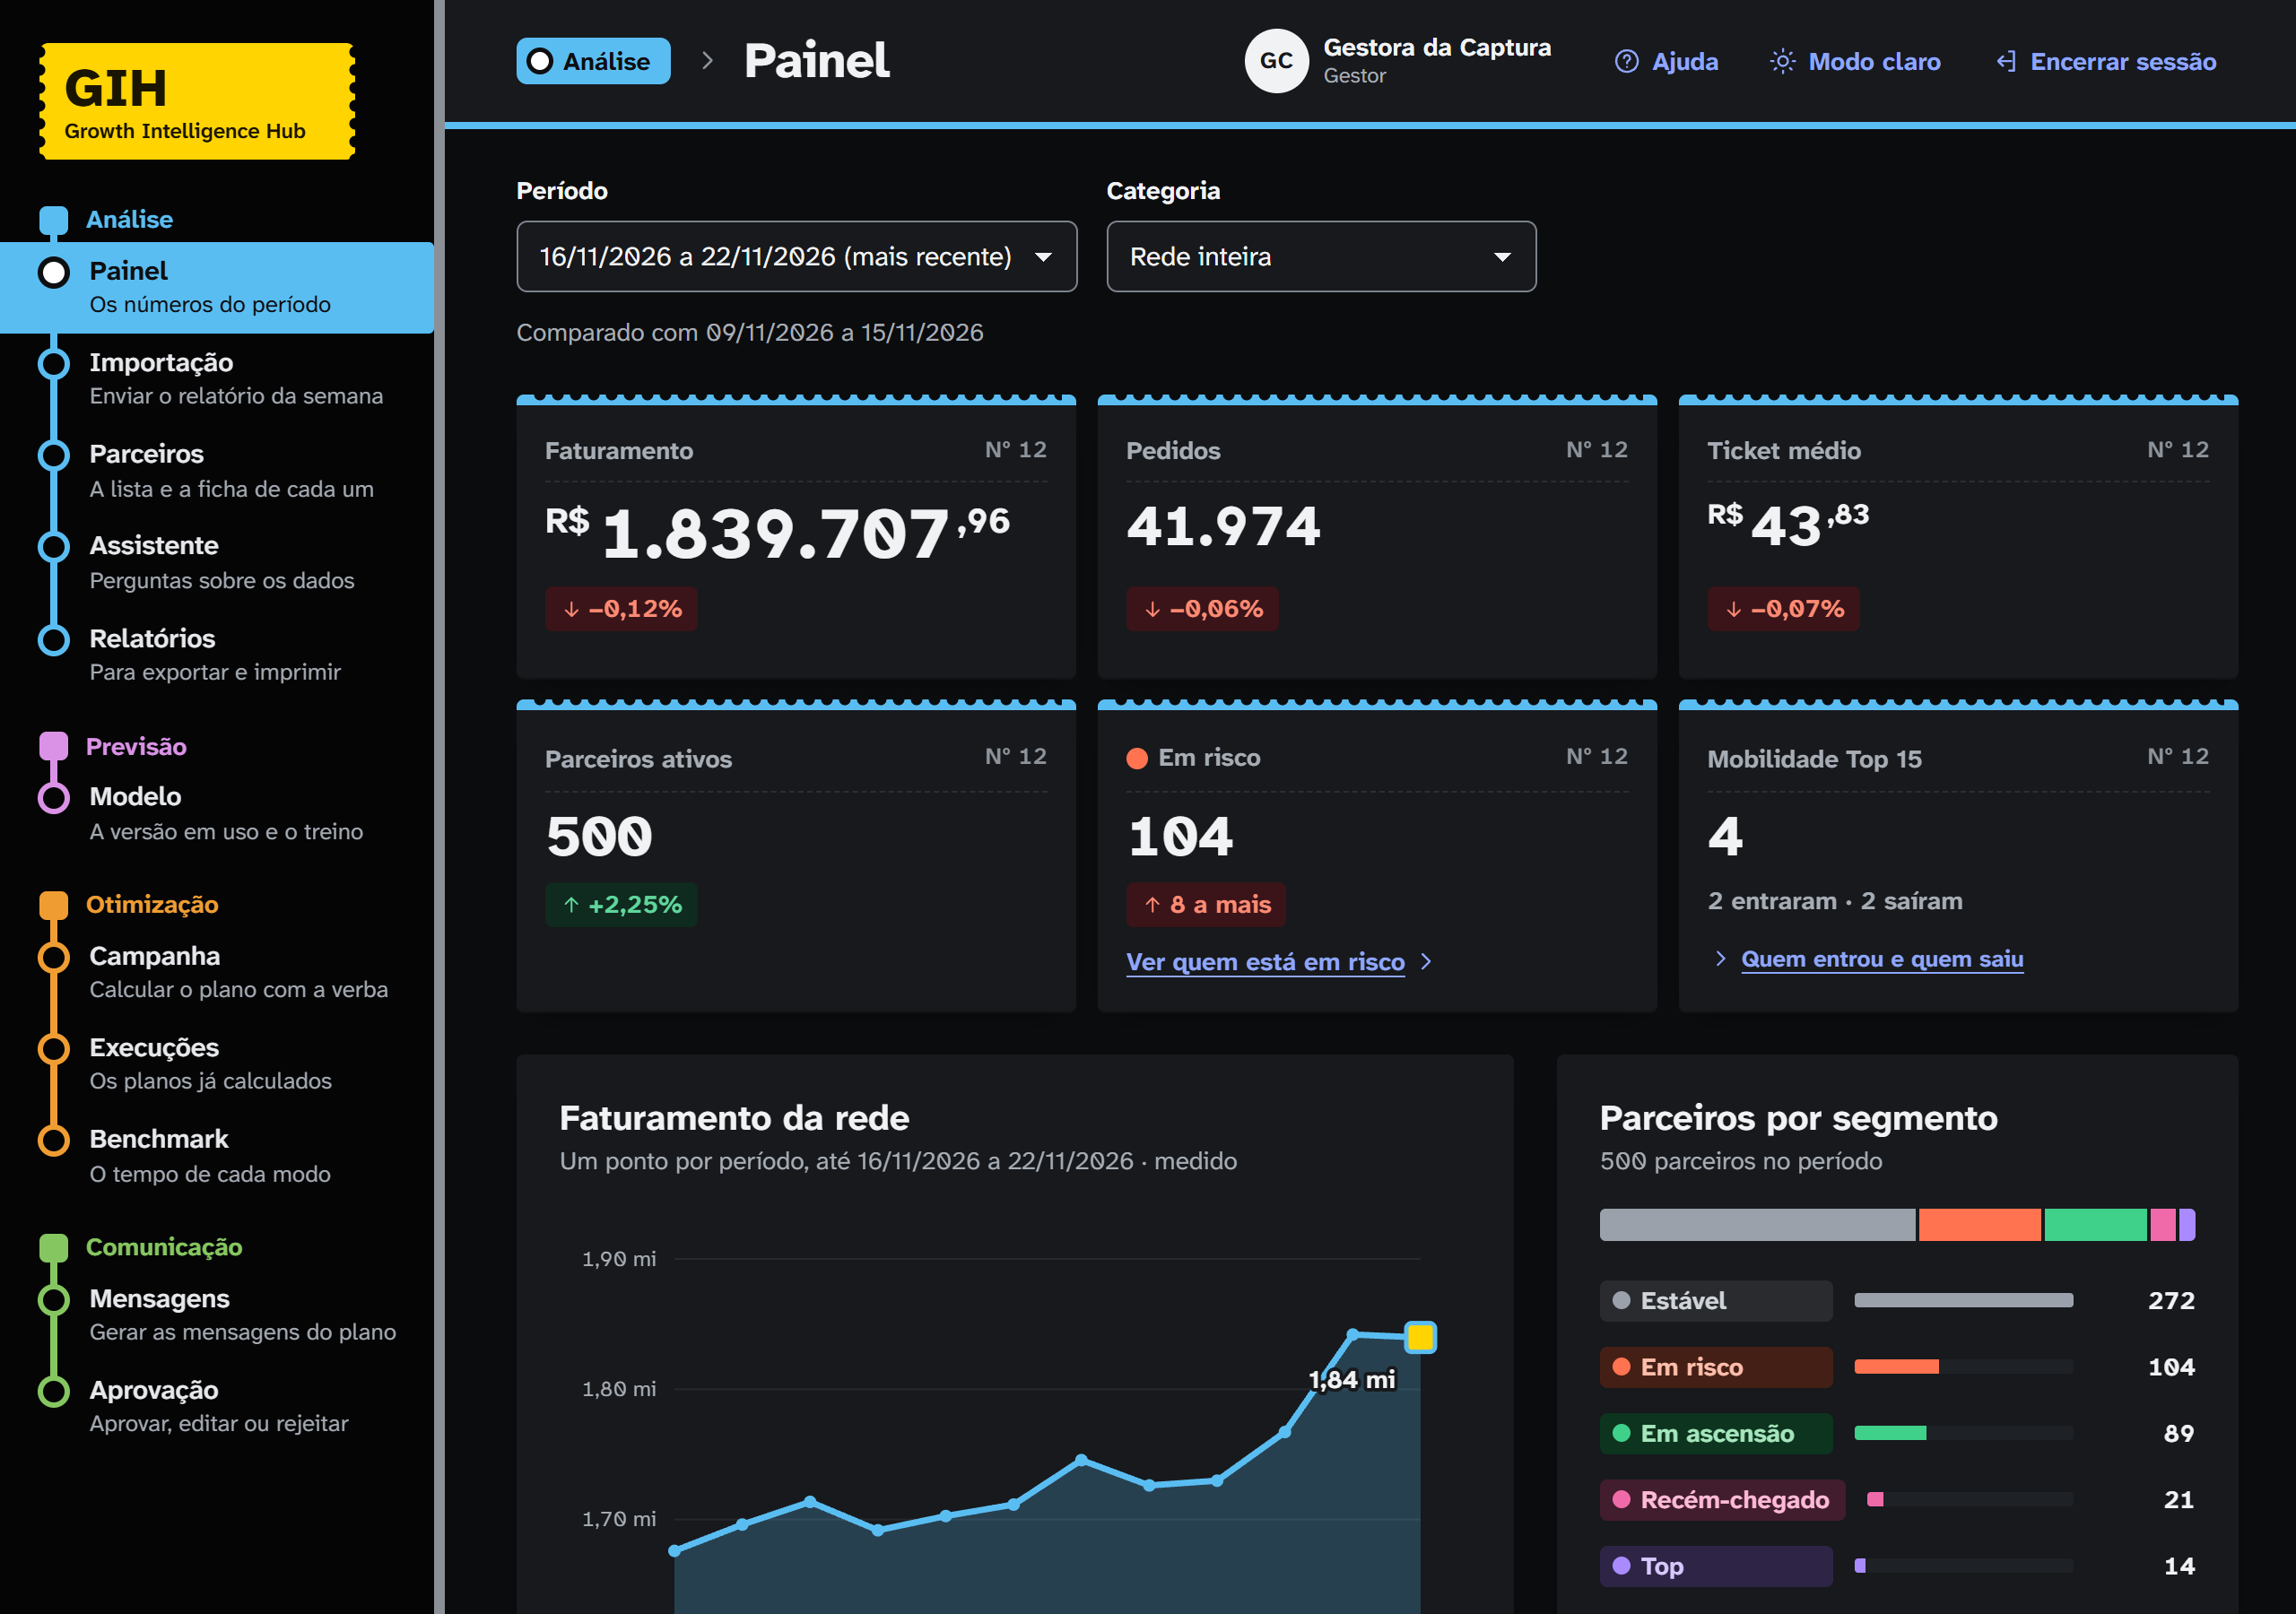 GIH
Growth Intelligence Hub
Análise
Painel
Os números do período
Importação
Enviar o relatório da semana
Parceiros
A lista e a ficha de cada um
Assistente
Perguntas sobre os dados
Relatórios
Para exportar e imprimir
Previsão
Modelo
A versão em uso e o treino
Otimização
Campanha
Calcular o plano com a verba
Execuções
Os planos já calculados
Benchmark
O tempo de cada modo
Comunicação
Mensagens
Gerar as mensagens do plano
Aprovação
Aprovar, editar ou rejeitar
Análise
Painel
GC
Gestora da Captura
Gestor
Ajuda
Modo claro
Encerrar sessão
Período
16/11/2026 a 22/11/2026 (mais recente)
Categoria
Rede inteira
Comparado com 09/11/2026 a 15/11/2026
Faturamento
Nº 12
R$ 1.839.707,96
↓ −0,12%
Pedidos
Nº 12
41.974
↓ −0,06%
Ticket médio
Nº 12
R$ 43,83
↓ −0,07%
Parceiros ativos
Nº 12
500
↑ +2,25%
Em risco
Nº 12
104
↑ 8 a mais
Ver quem está em risco
Mobilidade Top 15
Nº 12
4
2 entraram · 2 saíram
Quem entrou e quem saiu
Faturamento da rede
Um ponto por período, até 16/11/2026 a 22/11/2026 · medido
1,90 mi
1,80 mi
1,70 mi
1,84 mi
Parceiros por segmento
500 parceiros no período
Estável 272
Em risco 104
Em ascensão 89
Recém-chegado 21
Top 14